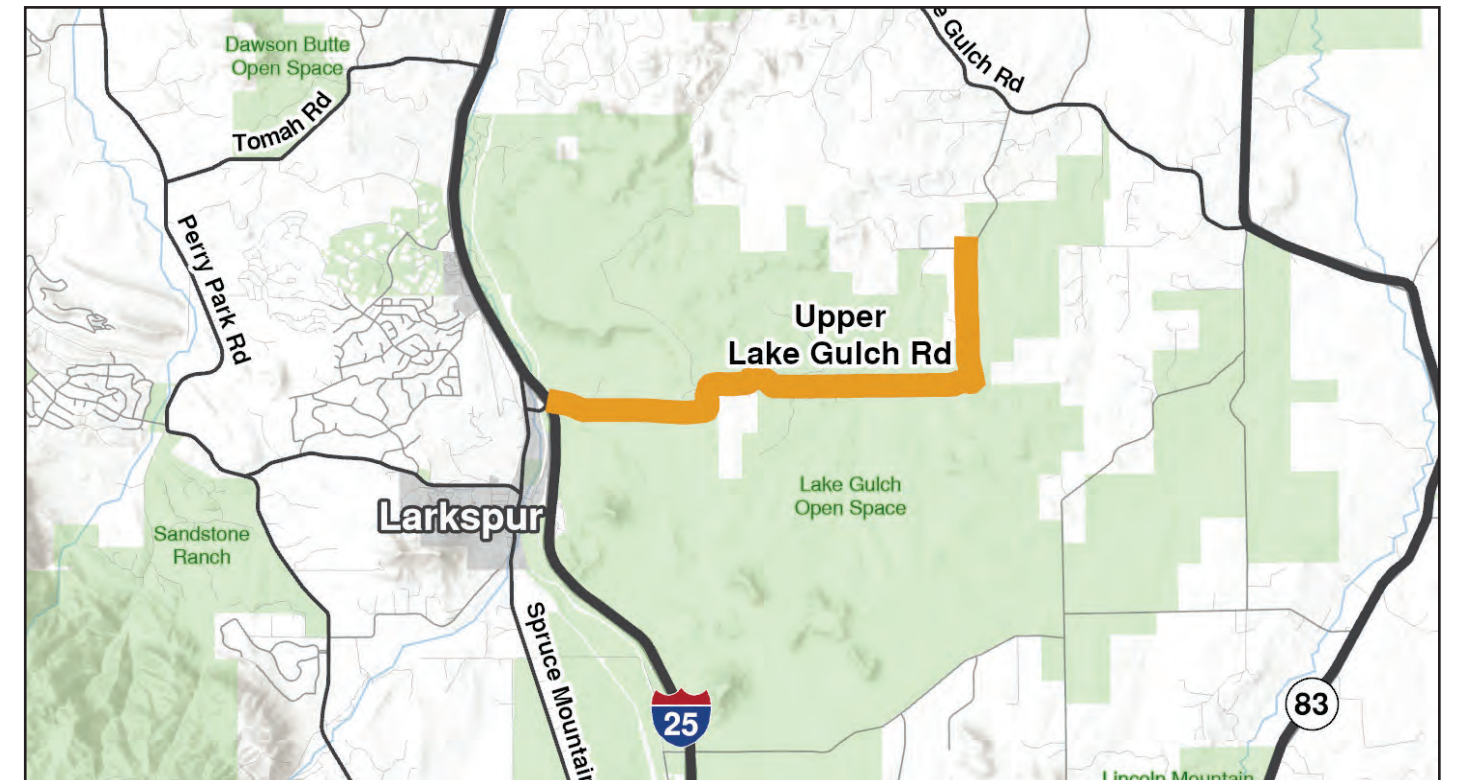 Dawson Butte
Open Space
Gulch Rd
Tomah Rd
Perry Park Rd
Upper
Lake Gulch Rd
Lake Gulch
Open Space
Larkspur
Sandstone
Ranch
Spruce Mountain
25
83
Lincoln Mountain